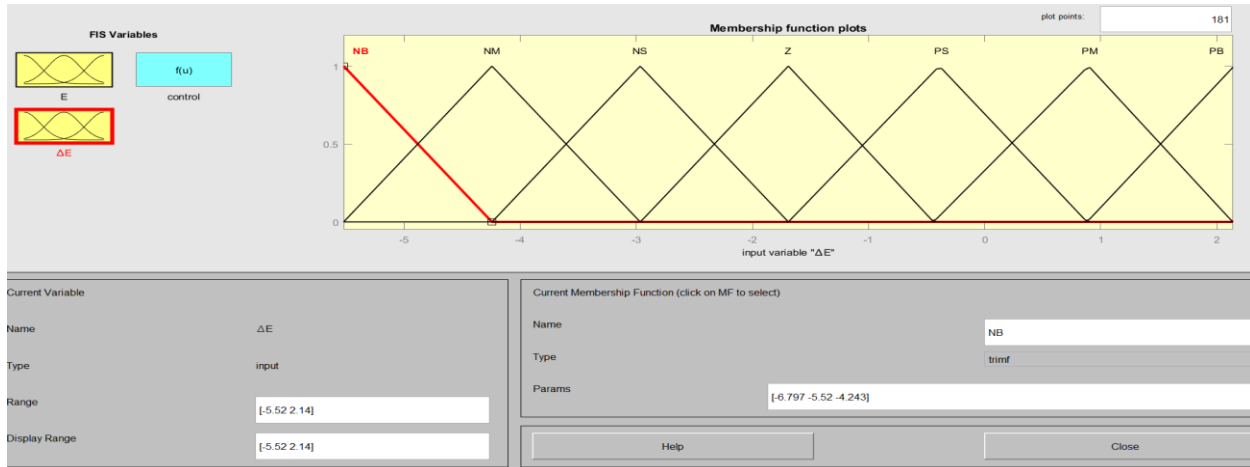 FIS Variables
f(u)
E
control
ΔE
Membership function plots
plot points:
181
NB
NM
NS
Z
PS
PM
PB
1
0.5
0
-5
-4
-3
-2
-1
0
1
2
input variable "ΔE"
Current Variable
Name
ΔE
Type
input
Range
[-5.52 2.14]
Display Range
[-5.52 2.14]
Current Membership Function (click on MF to select)
Name
NB
Type
trimf
Params
[-6.797 -5.52 -4.243]
Help
Close